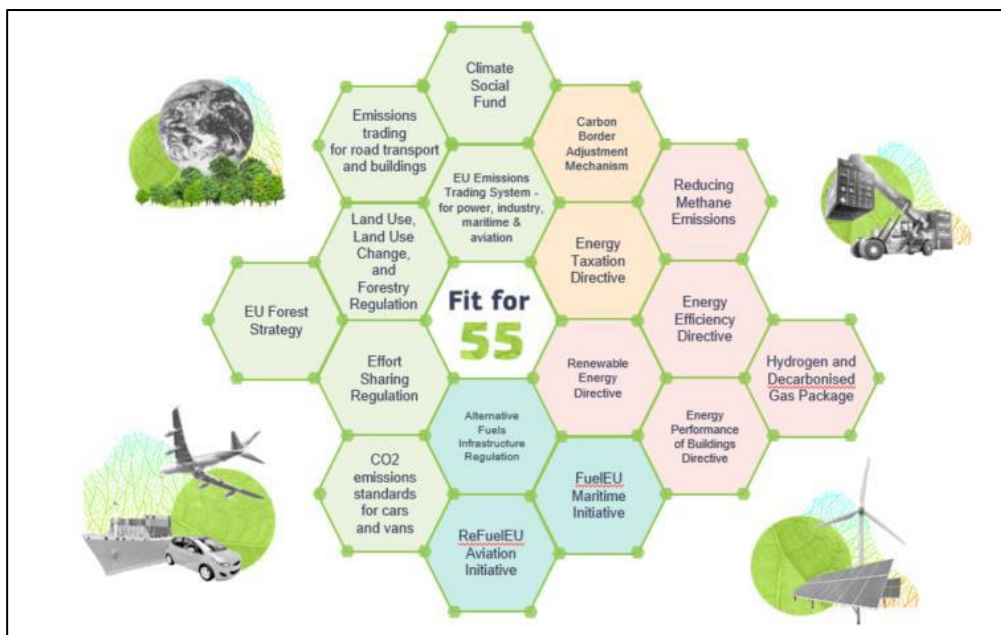 Climate
Social
Fund
Emissions
trading
for road transport
and buildings
Carbon
Border
Adjustment
Mechanism
EU Emissions
Trading System -
for power, industry,
maritime &
aviation
Reducing
Methane
Emissions
Land Use,
Land Use
Change,
and
Forestry
Regulation
Energy
Taxation
Directive
EU Forest
Strategy
Fit for
55
Energy
Efficiency
Directive
Effort
Sharing
Regulation
Renewable
Energy
Directive
Hydrogen and
Decarbonised
Gas Package
Alternative
Fuels
Infrastructure
Regulation
Energy
Performance
of Buildings
Directive
CO2
emissions
standards
for cars
and vans
FuelEU
Maritime
Initiative
ReFuelEU
Aviation
Initiative